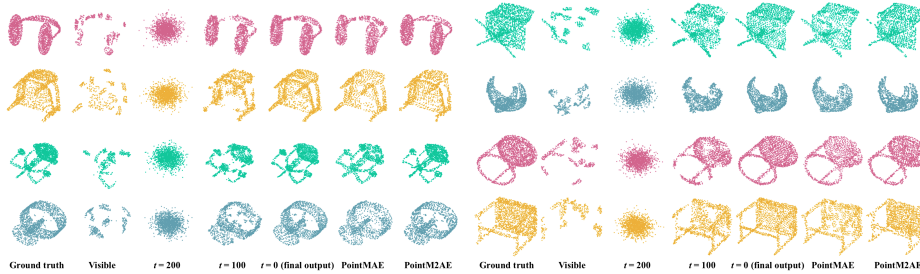 Ground truth Visible t = 200 t = 100 t = 0 (final output) PointMAE PointM2AE Ground truth Visible t = 200 t = 100 t = 0 (final output) PointMAE PointM2AE